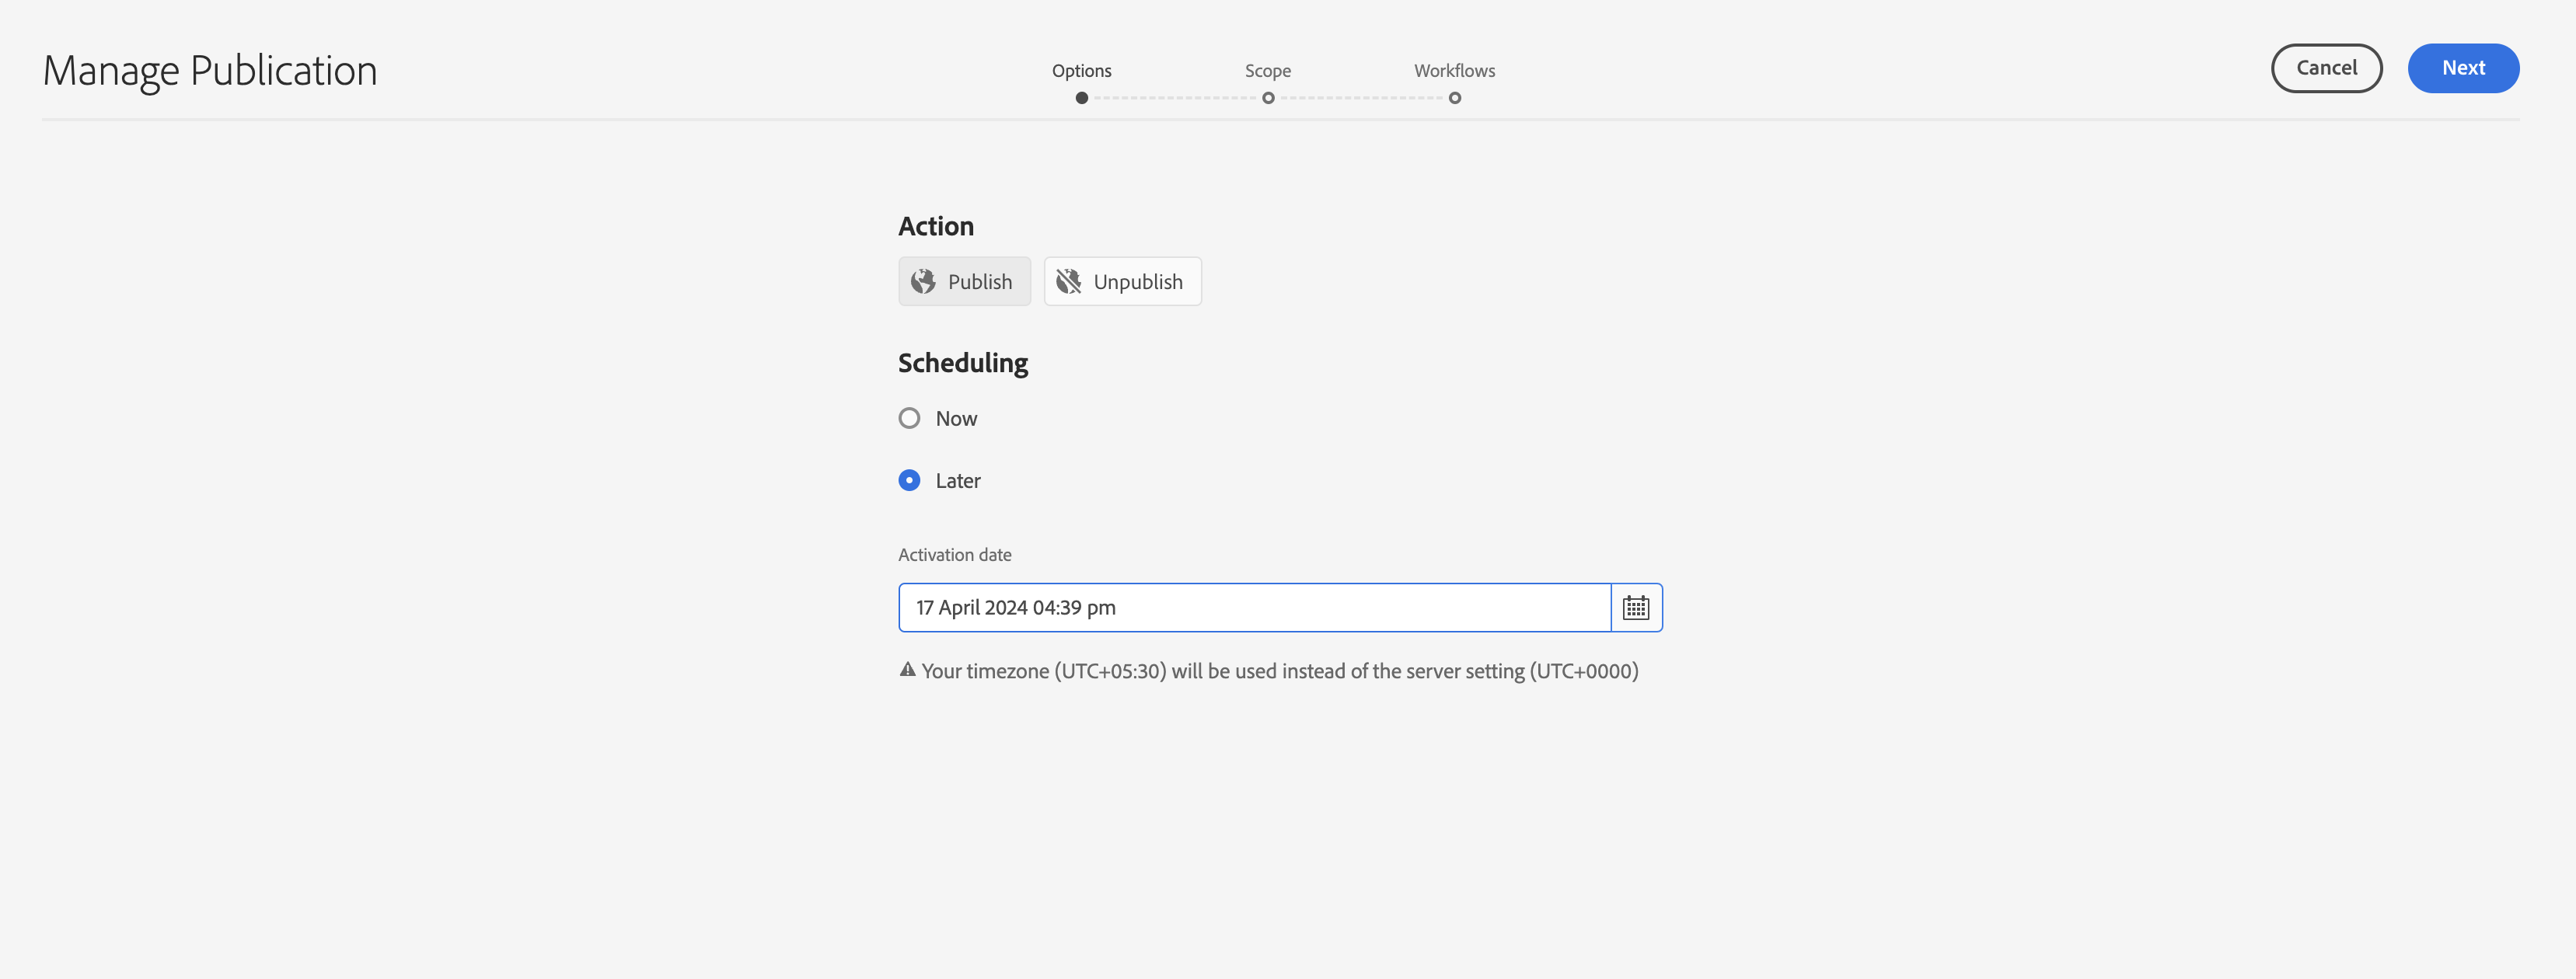 Manage Publication
Options
Scope
Workflows
Cancel
Next
Action
Publish
Unpublish
Scheduling
Now
Later
Activation date
17 April 2024 04:39 pm
Your timezone (UTC+05:30) will be used instead of the server setting (UTC+0000)